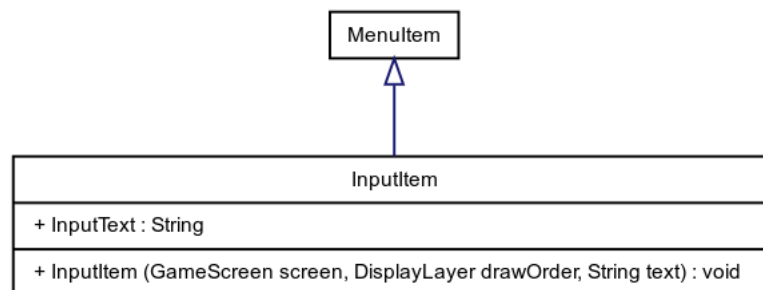 MenuItem
InputItem
+ InputText : String
+ InputItem (GameScreen screen, DisplayLayer drawOrder, String text) : void